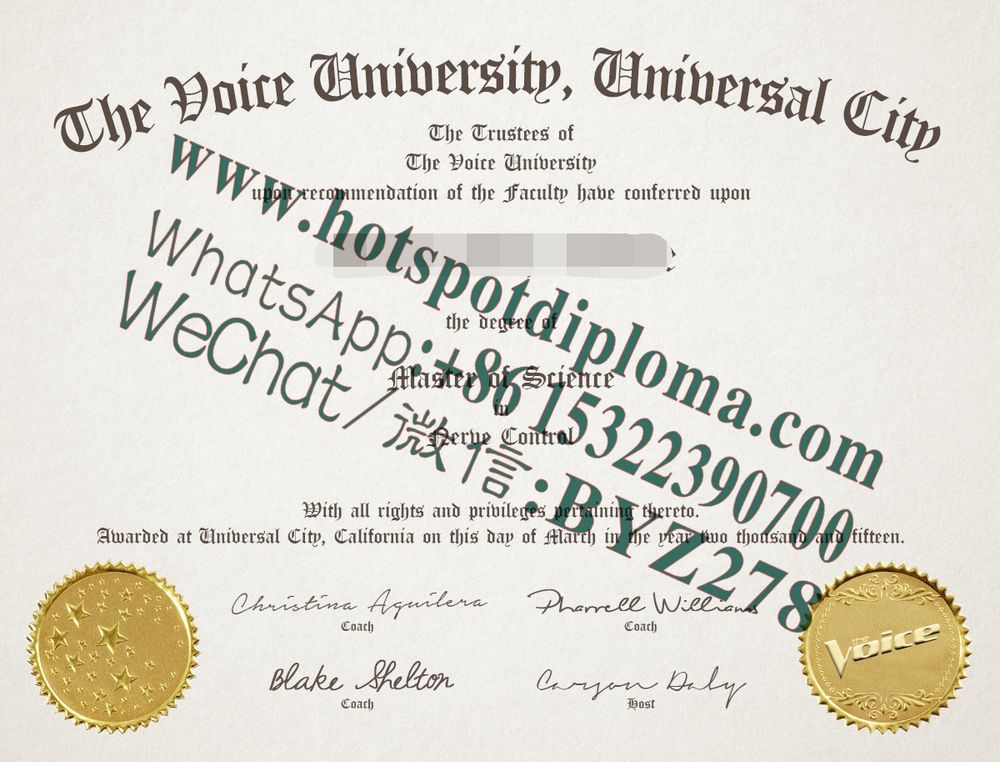 The Voice University, Universal City
The Trustees of
The Voice University
upon recommendation of the Faculty have conferred upon
the degree of
Master of Science
in
Nerve Control
With all rights and privileges pertaining thereto.
Awarded at Universal City, California on this day of March in the year two thousand and fifteen.
Christina Aguilera
Coach
Pharrell Williams
Coach
Blake Shelton
Coach
Carson Daly
Host
the Voice
www.hotspotdiploma.com
WhatsApp:+86 15322390700
WeChat/微信:BYZ278